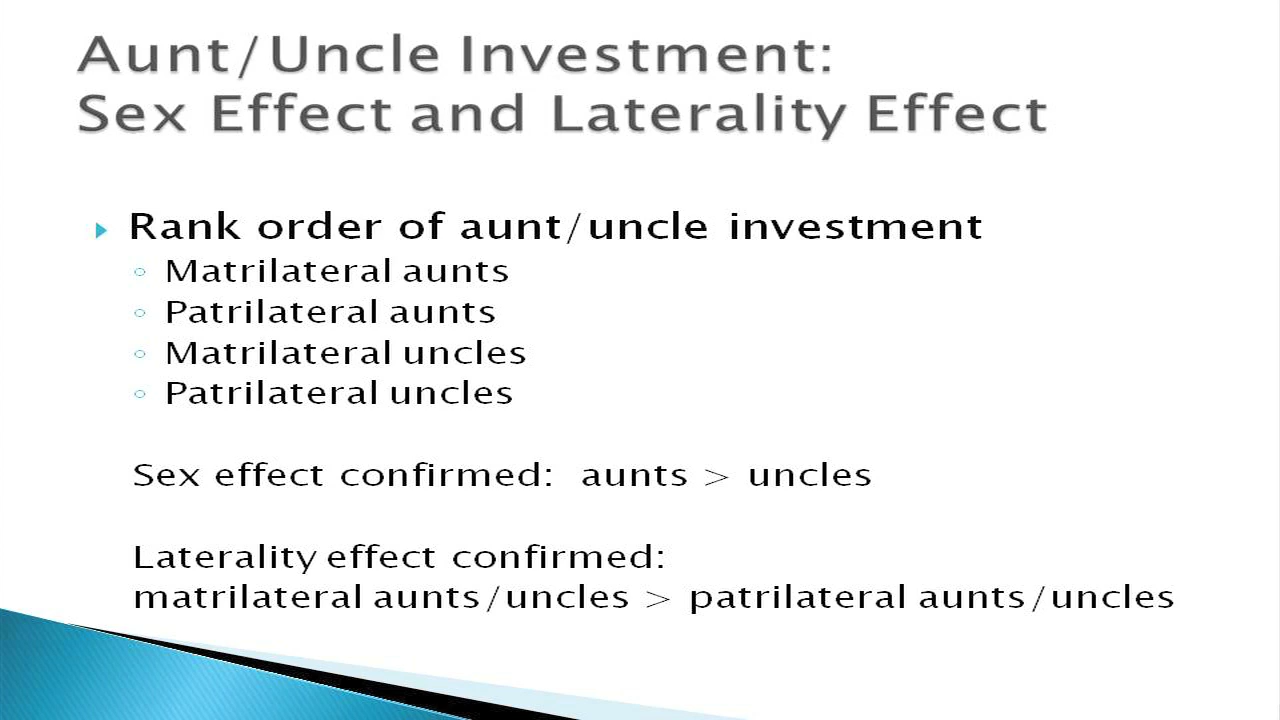 Aunt/Uncle Investment:
Sex Effect and Laterality Effect
Rank order of aunt/uncle investment
Matrilateral aunts
Patrilateral aunts
Matrilateral uncles
Patrilateral uncles
Sex effect confirmed: aunts > uncles
Laterality effect confirmed:
matrilateral aunts/uncles > patrilateral aunts/uncles